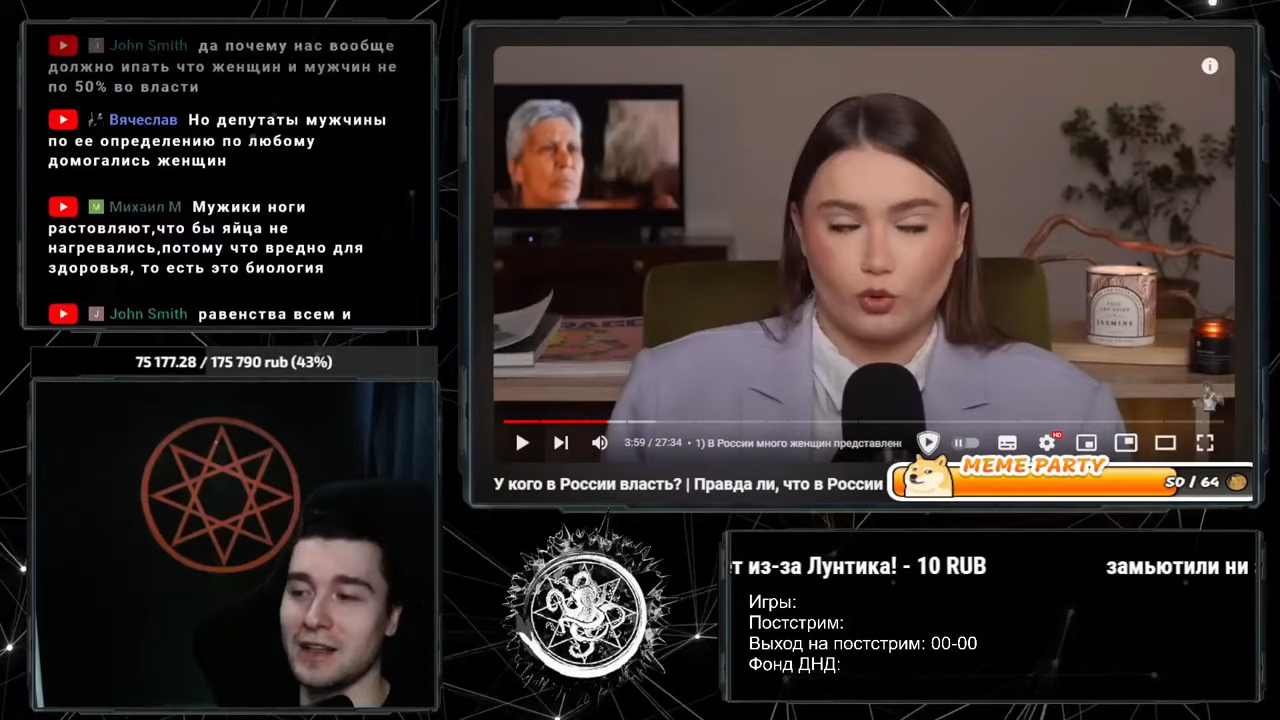 John Smith да почему нас вообще
должно ипать что женщин и мужчин не
по 50% во власти
Вячеслав Но депутаты мужчины
по ее определению по любому
домогались женщин
М Михаил М Мужики ноги
растовляют,что бы яйца не
нагревались,потому что вредно для
здоровья, то есть это биология
John Smith равенства всем и
75 177.28 / 175 790 rub (43%)
JASMINE
3:59 / 27:34 • 1) В России много женщин представлен
HD
У кого в России власть? | Правда ли, что в России
MEME PARTY
50 / 64
т из-за Лунтика! - 10 RUB
замьютили ни
Игры:
Постстрим:
Выход на постстрим: 00-00
Фонд ДНД: